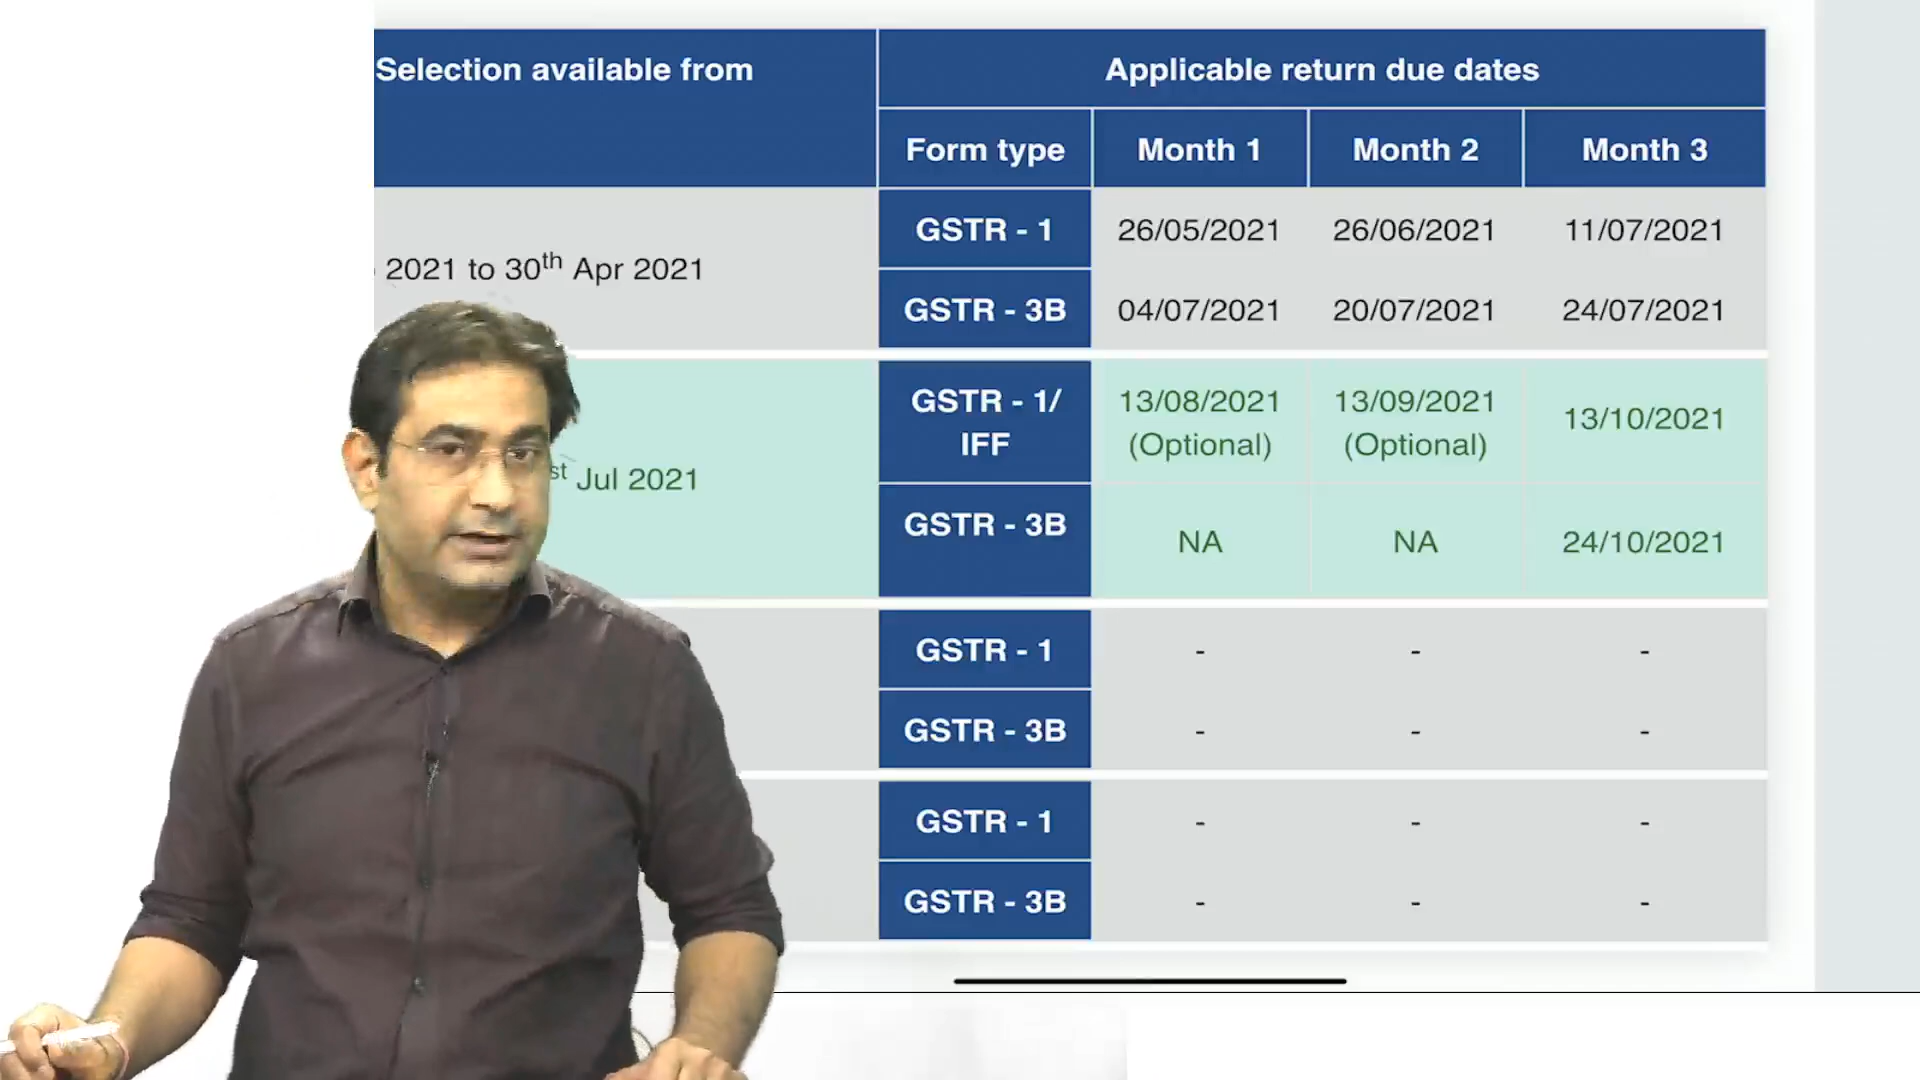 Selection available from
Applicable return due dates
Form type
Month 1
Month 2
Month 3
2021 to 30th Apr 2021
GSTR - 1
26/05/2021
26/06/2021
11/07/2021
GSTR - 3B
04/07/2021
20/07/2021
24/07/2021
st Jul 2021
GSTR - 1/
IFF
13/08/2021
(Optional)
13/09/2021
(Optional)
13/10/2021
GSTR - 3B
NA
NA
24/10/2021
GSTR - 1
-
-
-
GSTR - 3B
-
-
-
GSTR - 1
-
-
-
GSTR - 3B
-
-
-